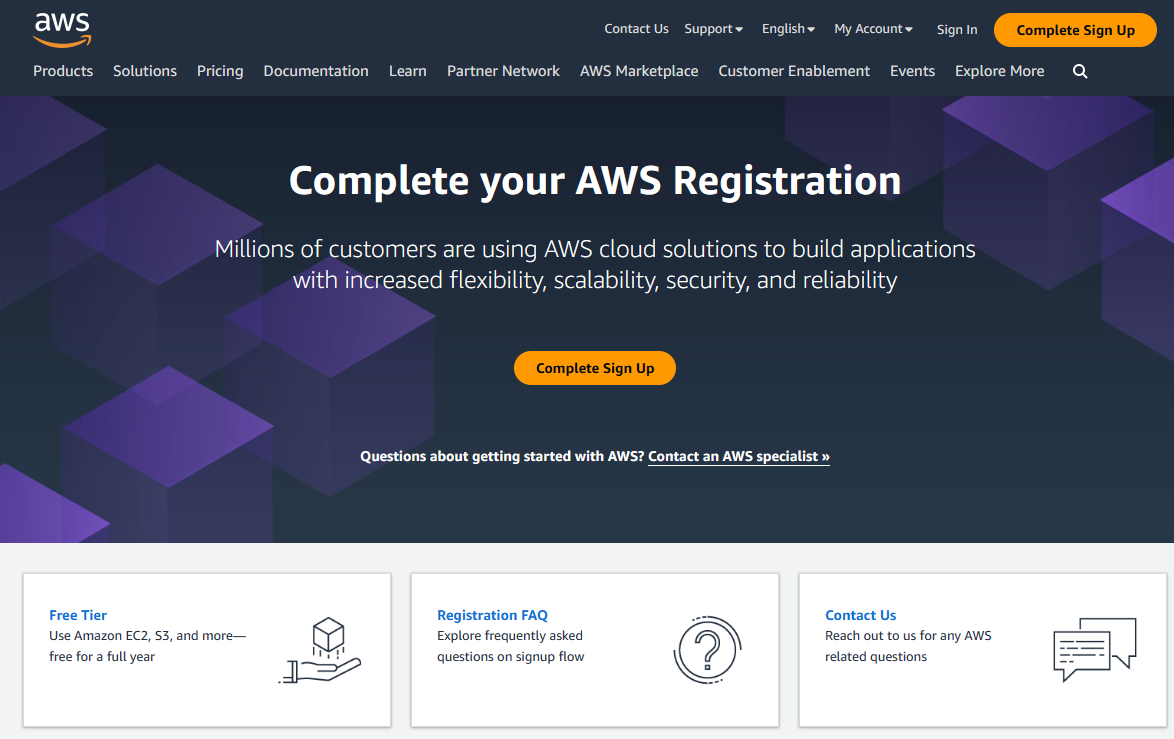 aws
Contact Us Support English My Account Sign In Complete Sign Up
Products Solutions Pricing Documentation Learn Partner Network AWS Marketplace Customer Enablement Events Explore More
Complete your AWS Registration
Millions of customers are using AWS cloud solutions to build applications
with increased flexibility, scalability, security, and reliability
Complete Sign Up
Questions about getting started with AWS? Contact an AWS specialist »
Free Tier
Use Amazon EC2, S3, and more—
free for a full year
Registration FAQ
Explore frequently asked
questions on signup flow
?
Contact Us
Reach out to us for any AWS
related questions